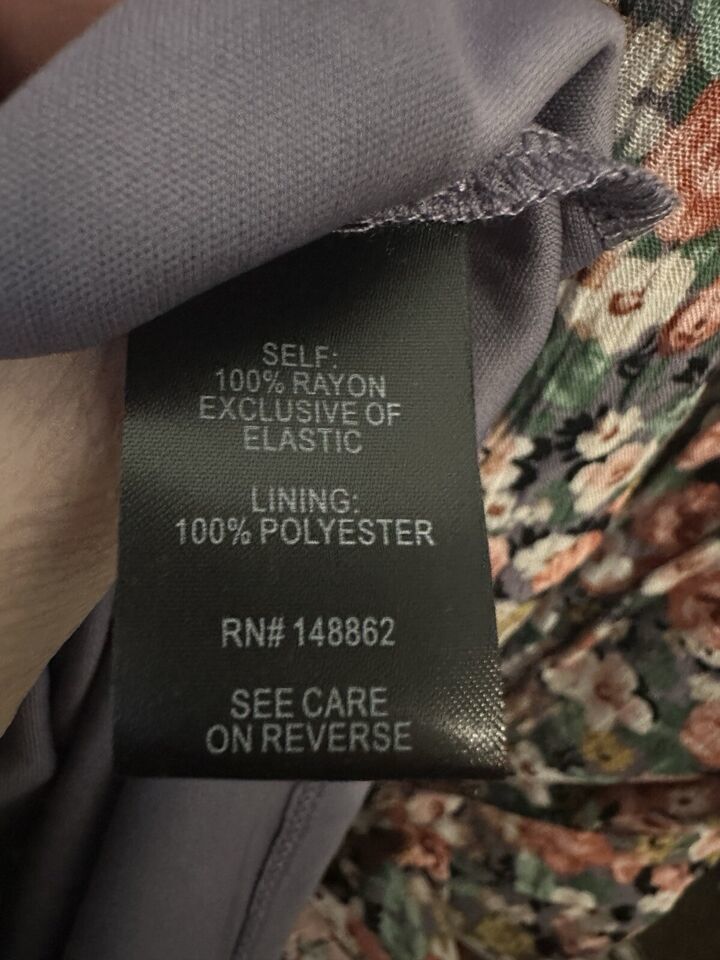 SELF:
100% RAYON
EXCLUSIVE OF
ELASTIC
LINING:
100% POLYESTER
RN# 148862
SEE CARE
ON REVERSE